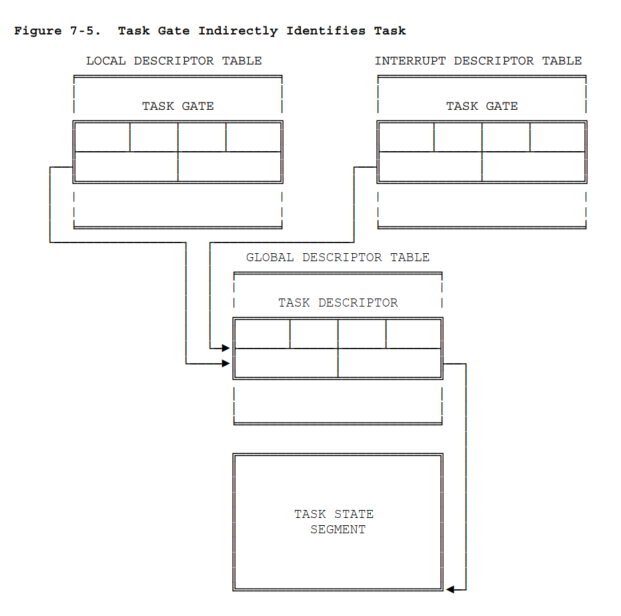 Figure 7-5.  Task Gate Indirectly Identifies Task
LOCAL DESCRIPTOR TABLE
INTERRUPT DESCRIPTOR TABLE
TASK GATE
TASK GATE
GLOBAL DESCRIPTOR TABLE
TASK DESCRIPTOR
TASK STATE
SEGMENT